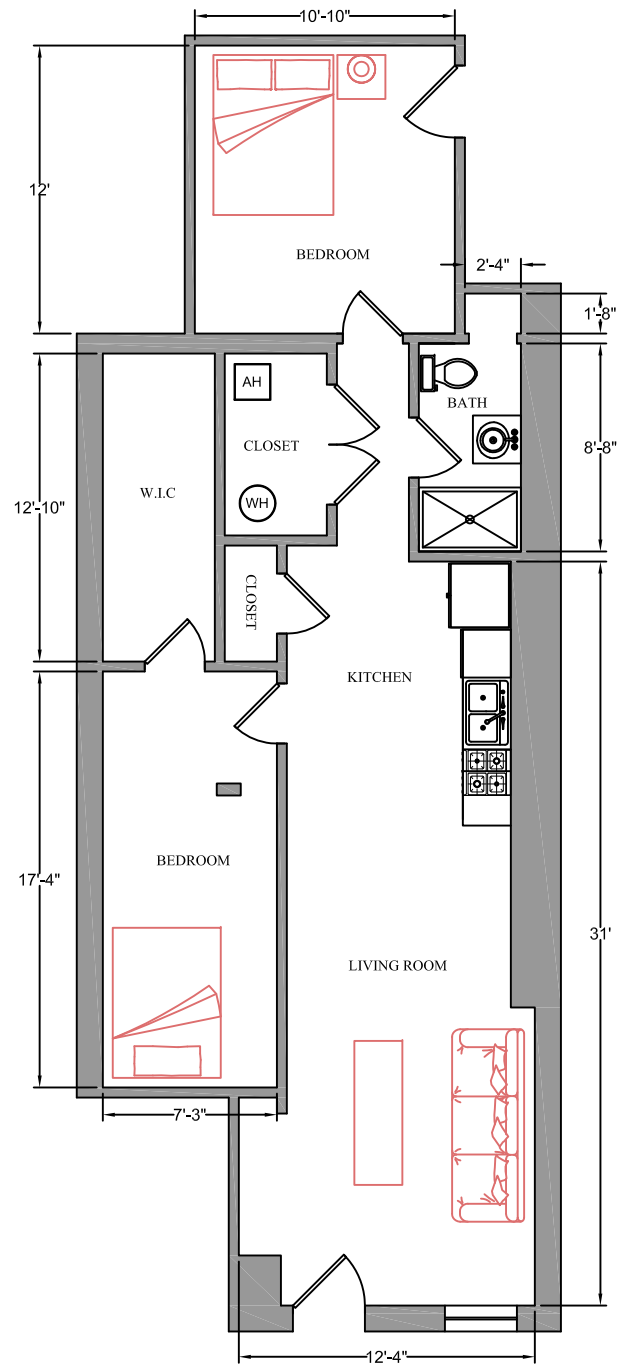 10'-10"
12'
BEDROOM
2'-4"
1'-8"
AH
BATH
CLOSET
8'-8"
W.I.C
WH
12'-10"
CLOSET
KITCHEN
BEDROOM
17'-4"
31'
LIVING ROOM
7'-3"
12'-4"